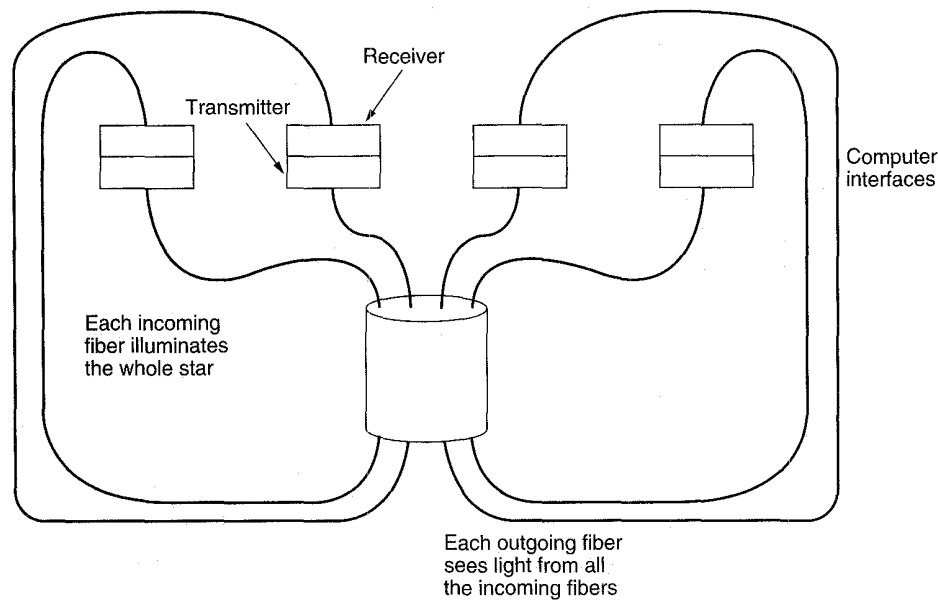 Receiver
Transmitter
Computer
interfaces
Each incoming
fiber illuminates
the whole star
Each outgoing fiber
sees light from all
the incoming fibers